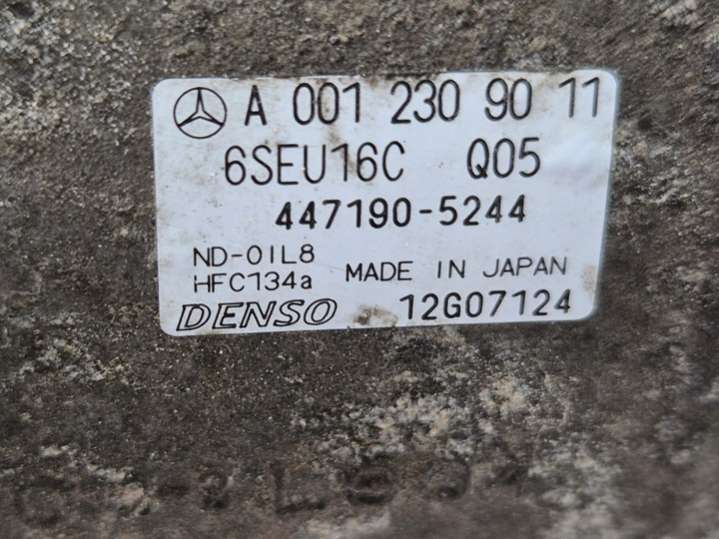 A 001 230 90 11
6SEU16C Q05
447190-5244
ND-OIL8
HFC134a MADE IN JAPAN
DENSO 12G07124